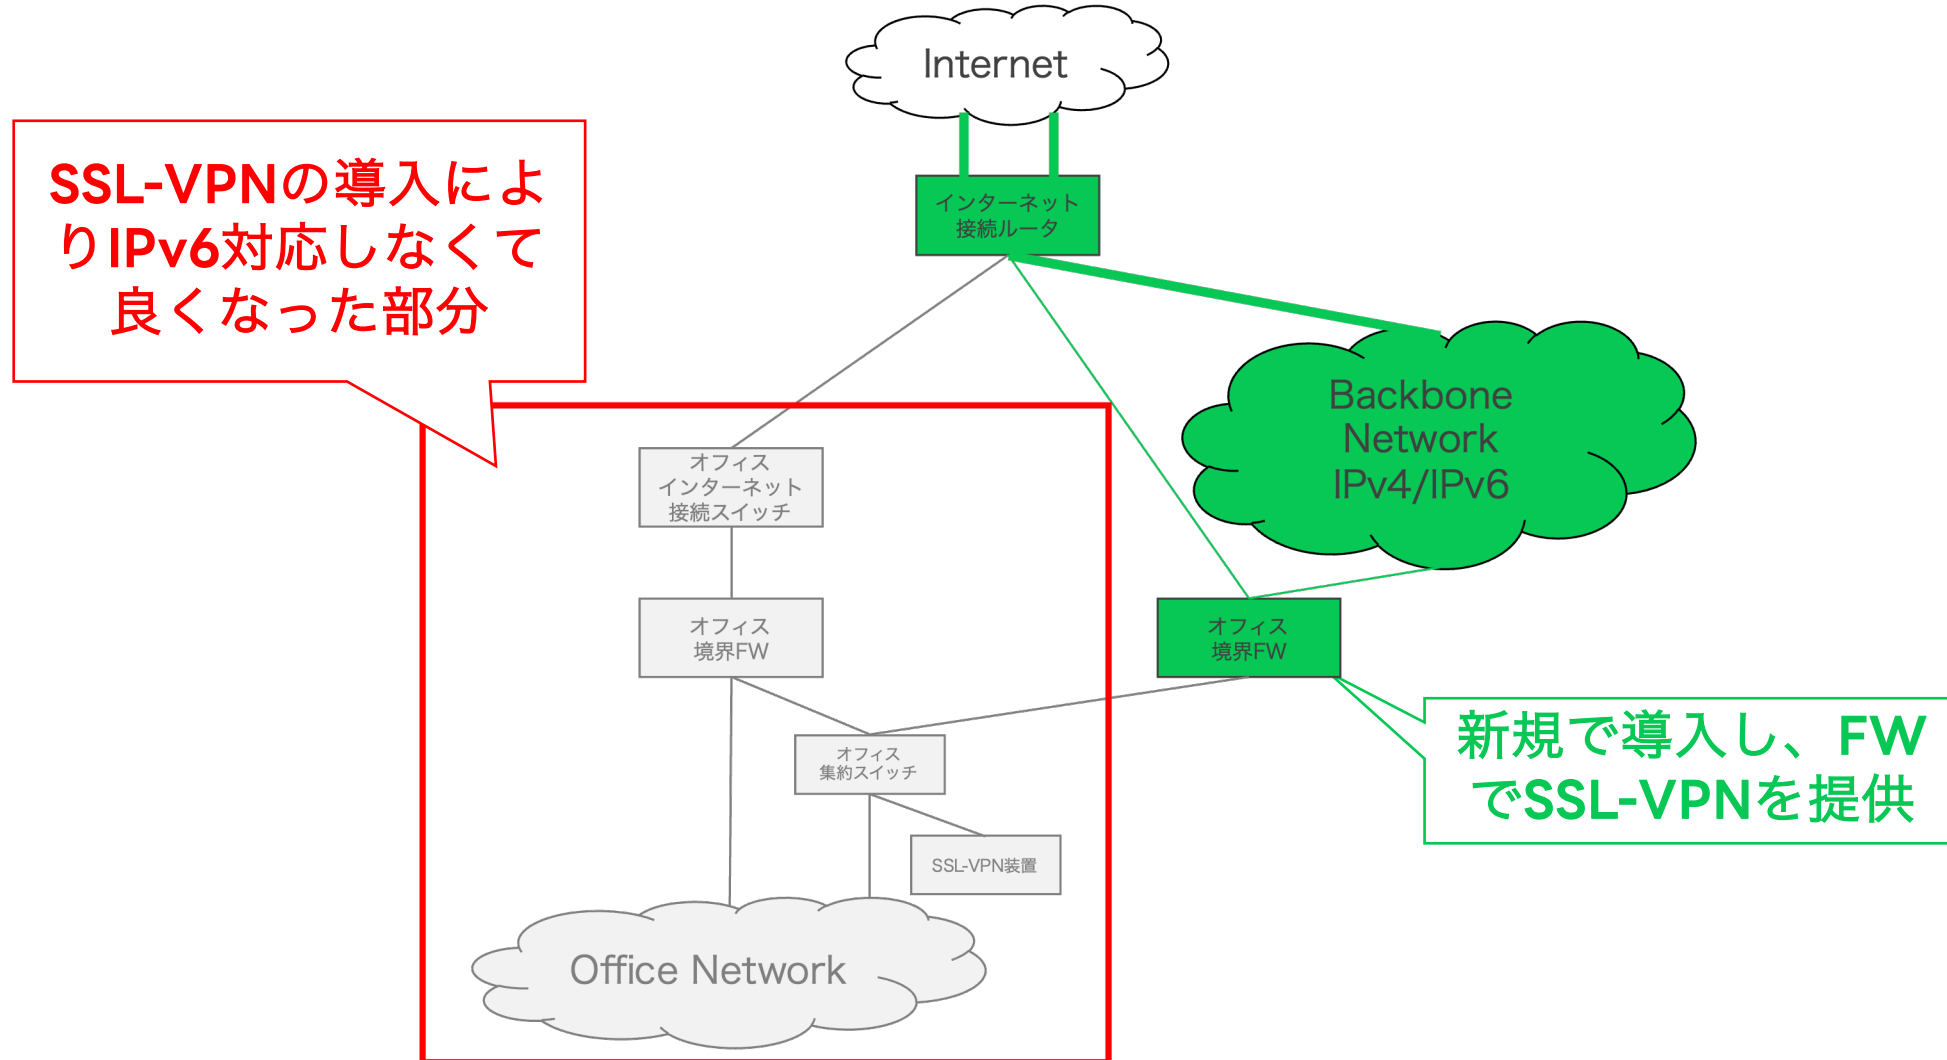 Internet
SSL-VPNの導入によ
りIPv6対応しなくて
良くなった部分
インターネット
接続ルータ
Backbone
Network
IPv4/IPv6
オフィス
インターネット
接続スイッチ
オフィス
境界FW
オフィス
境界FW
新規で導入し、FW
でSSL-VPNを提供
オフィス
集約スイッチ
SSL-VPN装置
Office Network